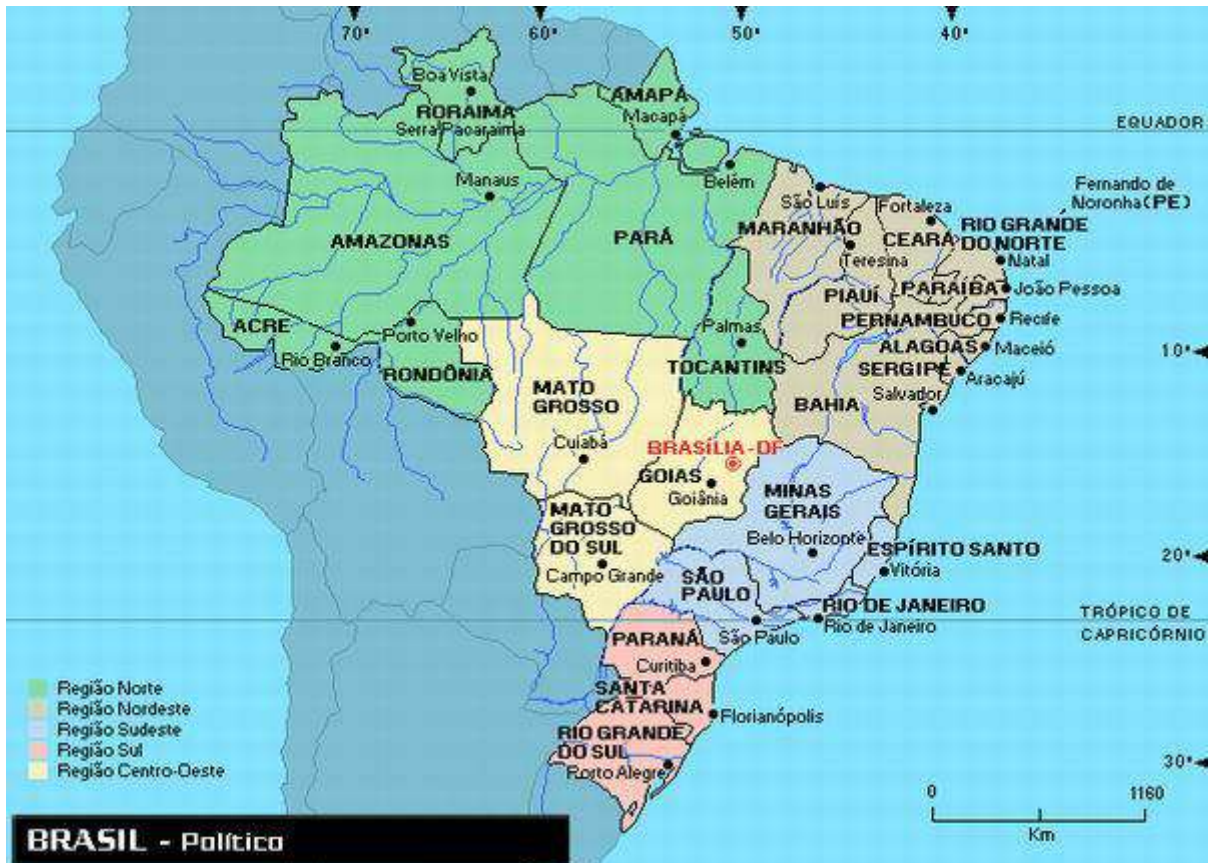 70° 60° 50° 40°
Boa Vista
RORAIMA
Serra Pacaraima
AMAPÁ
Macapá
EQUADOR
Manaus
Belém
São Luís
Fortaleza
Fernando de
Noronha(PE)
AMAZONAS
PARÁ
MARANHÃO
Teresina
CEARÁ
RIO GRANDE
DO NORTE
Natal
PIAUÍ
PARAÍBA
João Pessoa
ACRE
Rio Branco
Porto Velho
RONDÔNIA
Palmas
TOCANTINS
PERNAMBUCO
Recife
ALAGOAS
Maceió
SERGIPE
Aracajú
10°
MATO
GROSSO
Cuiabá
BAHIA
Salvador
BRASÍLIA-DF
GOIAS
Goiânia
MINAS
GERAIS
Belo Horizonte
MATO
GROSSO
DO SUL
Campo Grande
ESPÍRITO SANTO
Vitória
20°
SÃO
PAULO
São Paulo
RIO DE JANEIRO
Rio de Janeiro
TRÓPICO DE
CAPRICÓRNIO
PARANÁ
Curitiba
SANTA
CATARINA
Florianópolis
RIO GRANDE
DO SUL
Porto Alegre
30°
Região Norte
Região Nordeste
Região Sudeste
Região Sul
Região Centro-Oeste
0 1160
Km
BRASIL - Político